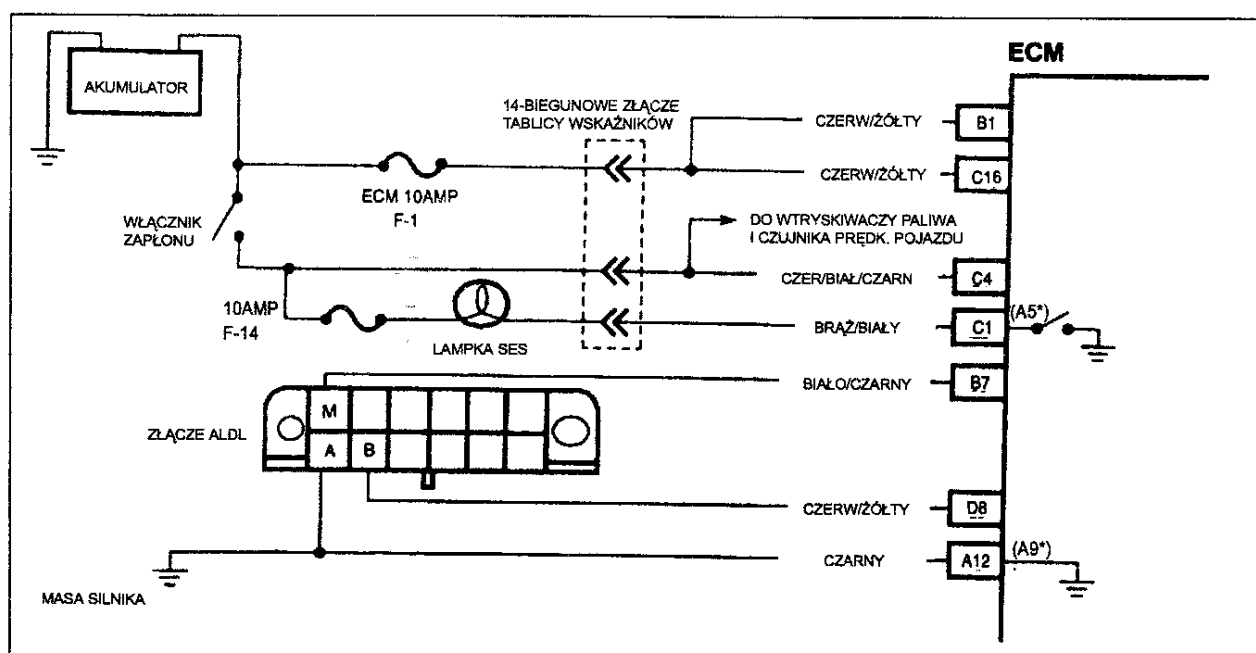 ECM
AKUMULATOR
14-BIEGUNOWE ZŁĄCZE
TABLICY WSKAŹNIKÓW
CZERW/ŻÓŁTY
B1
ECM 10AMP
F-1
CZERW/ŻÓŁTY
C16
WŁĄCZNIK
ZAPŁONU
DO WTRYSKIWACZY PALIWA
I CZUJNIKA PRĘDK. POJAZDU
CZER/BIAŁ/CZARN
C4
10AMP
F-14
LAMPKA SES
BRĄŻ/BIAŁY
C1
(A5*)
BIAŁO/CZARNY
B7
ZŁĄCZE ALDL
M
A
B
CZERW/ŻÓŁTY
D8
CZARNY
A12
(A9*)
MASA SILNIKA